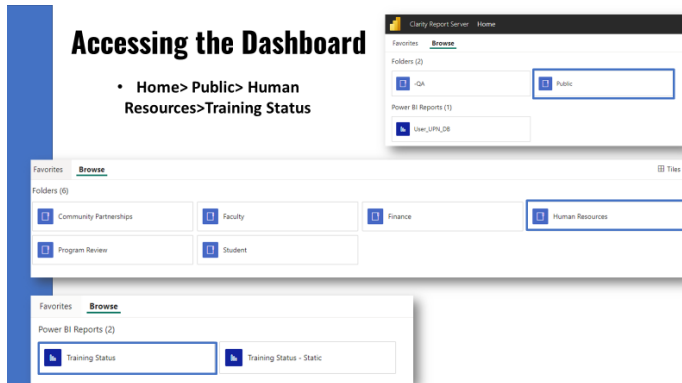 Accessing the Dashboard
• Home> Public> Human
Resources>Training Status
Clarity Report Server Home
Favorites Browse
Folders (2)
-QA Public
Power BI Reports (1)
User_UPN_DB
Favorites Browse
Tiles
Folders (6)
Community Partnerships Faculty Finance Human Resources
Program Review Student
Favorites Browse
Power BI Reports (2)
Training Status Training Status - Static